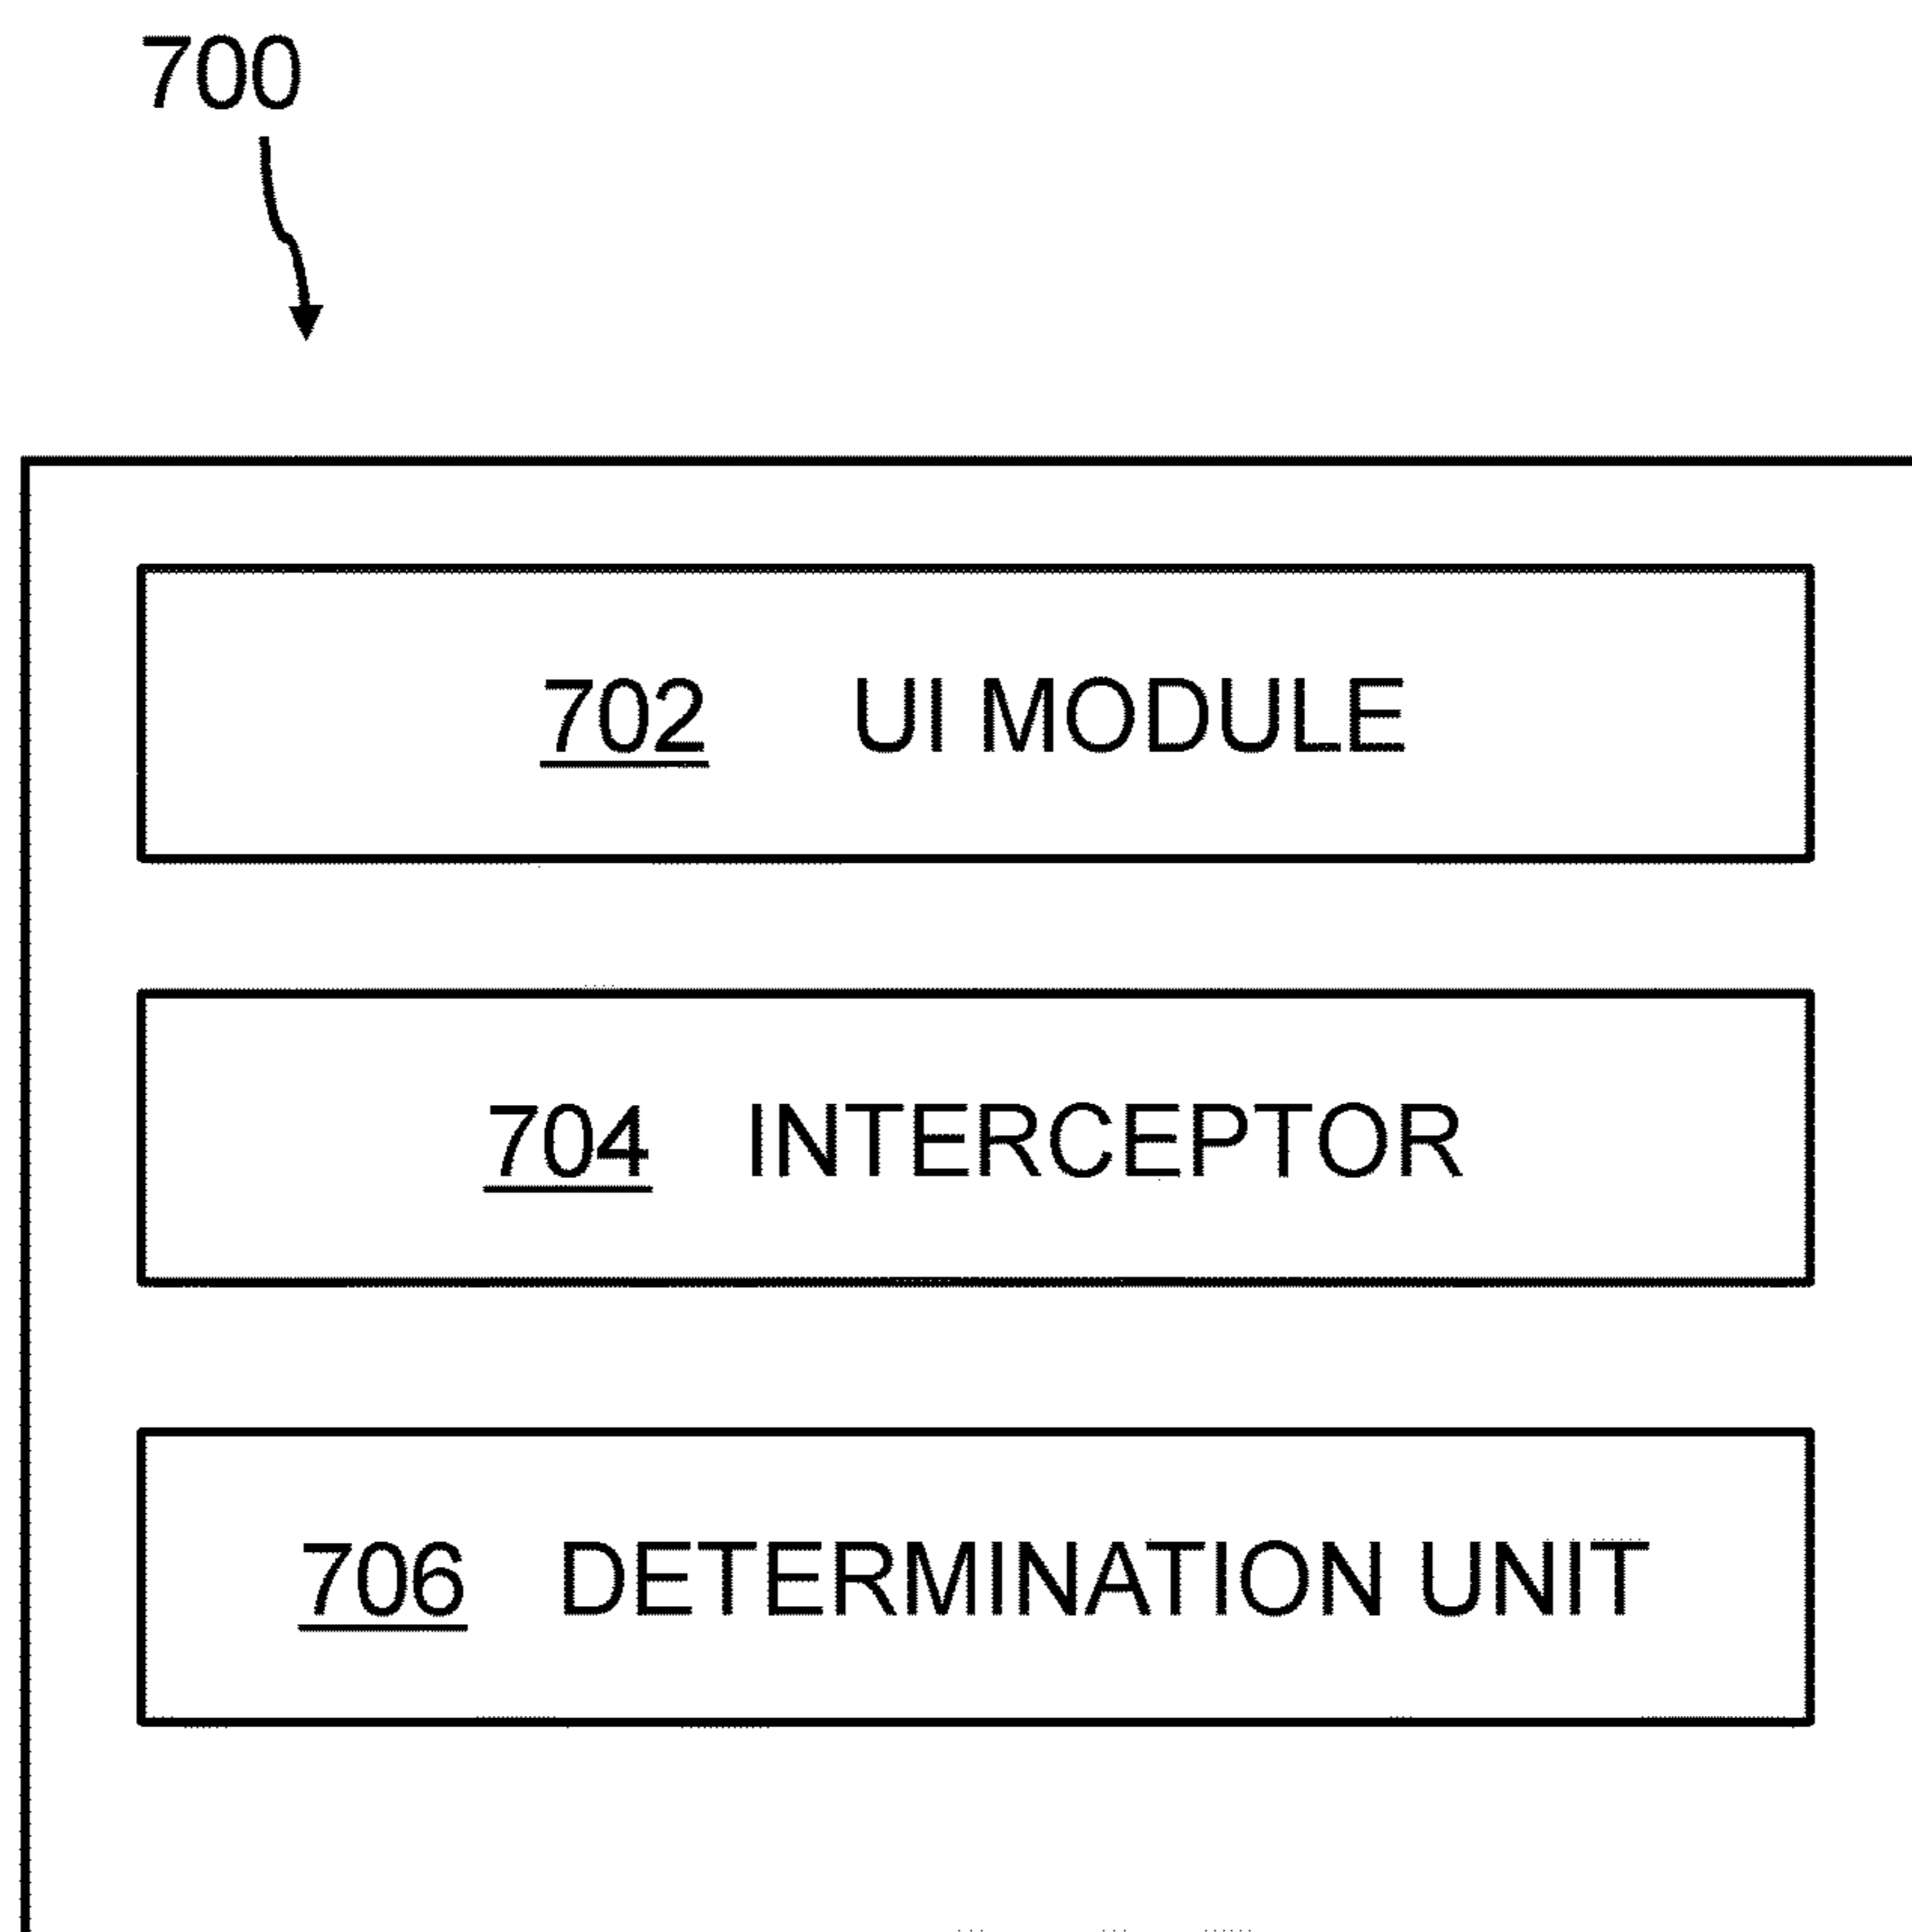 700
702 UI MODULE
704 INTERCEPTOR
706 DETERMINATION UNIT